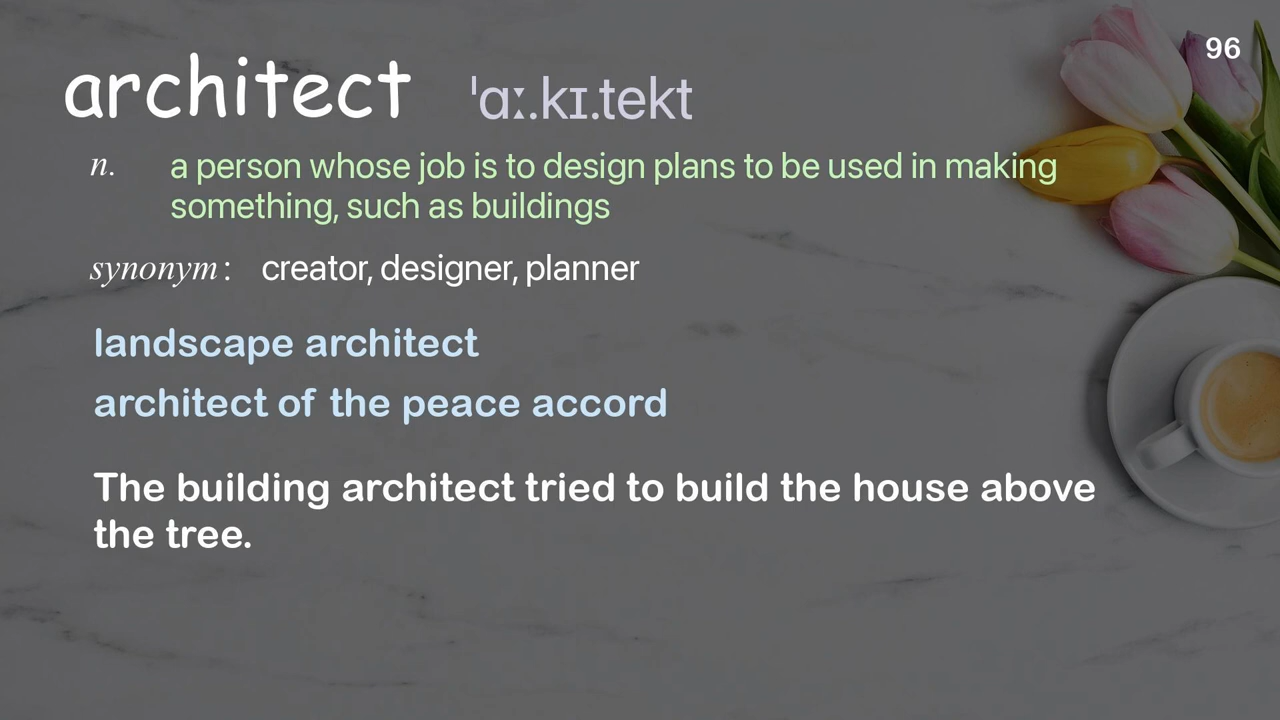 96
architect ˈɑː.kɪ.tekt
n. a person whose job is to design plans to be used in making
something, such as buildings
synonym: creator, designer, planner
landscape architect
architect of the peace accord
The building architect tried to build the house above
the tree.